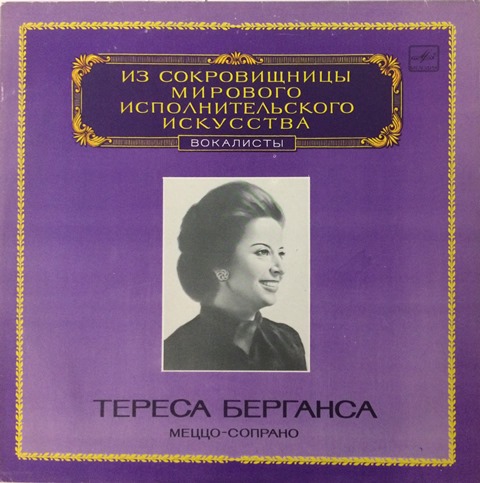 ИЗ СОКРОВИЩНИЦЫ
МИРОВОГО
ИСПОЛНИТЕЛЬСКОГО
ИСКУССТВА
ВОКАЛИСТЫ
ТЕРЕСА БЕРГАНСА
МЕЦЦО-СОПРАНО